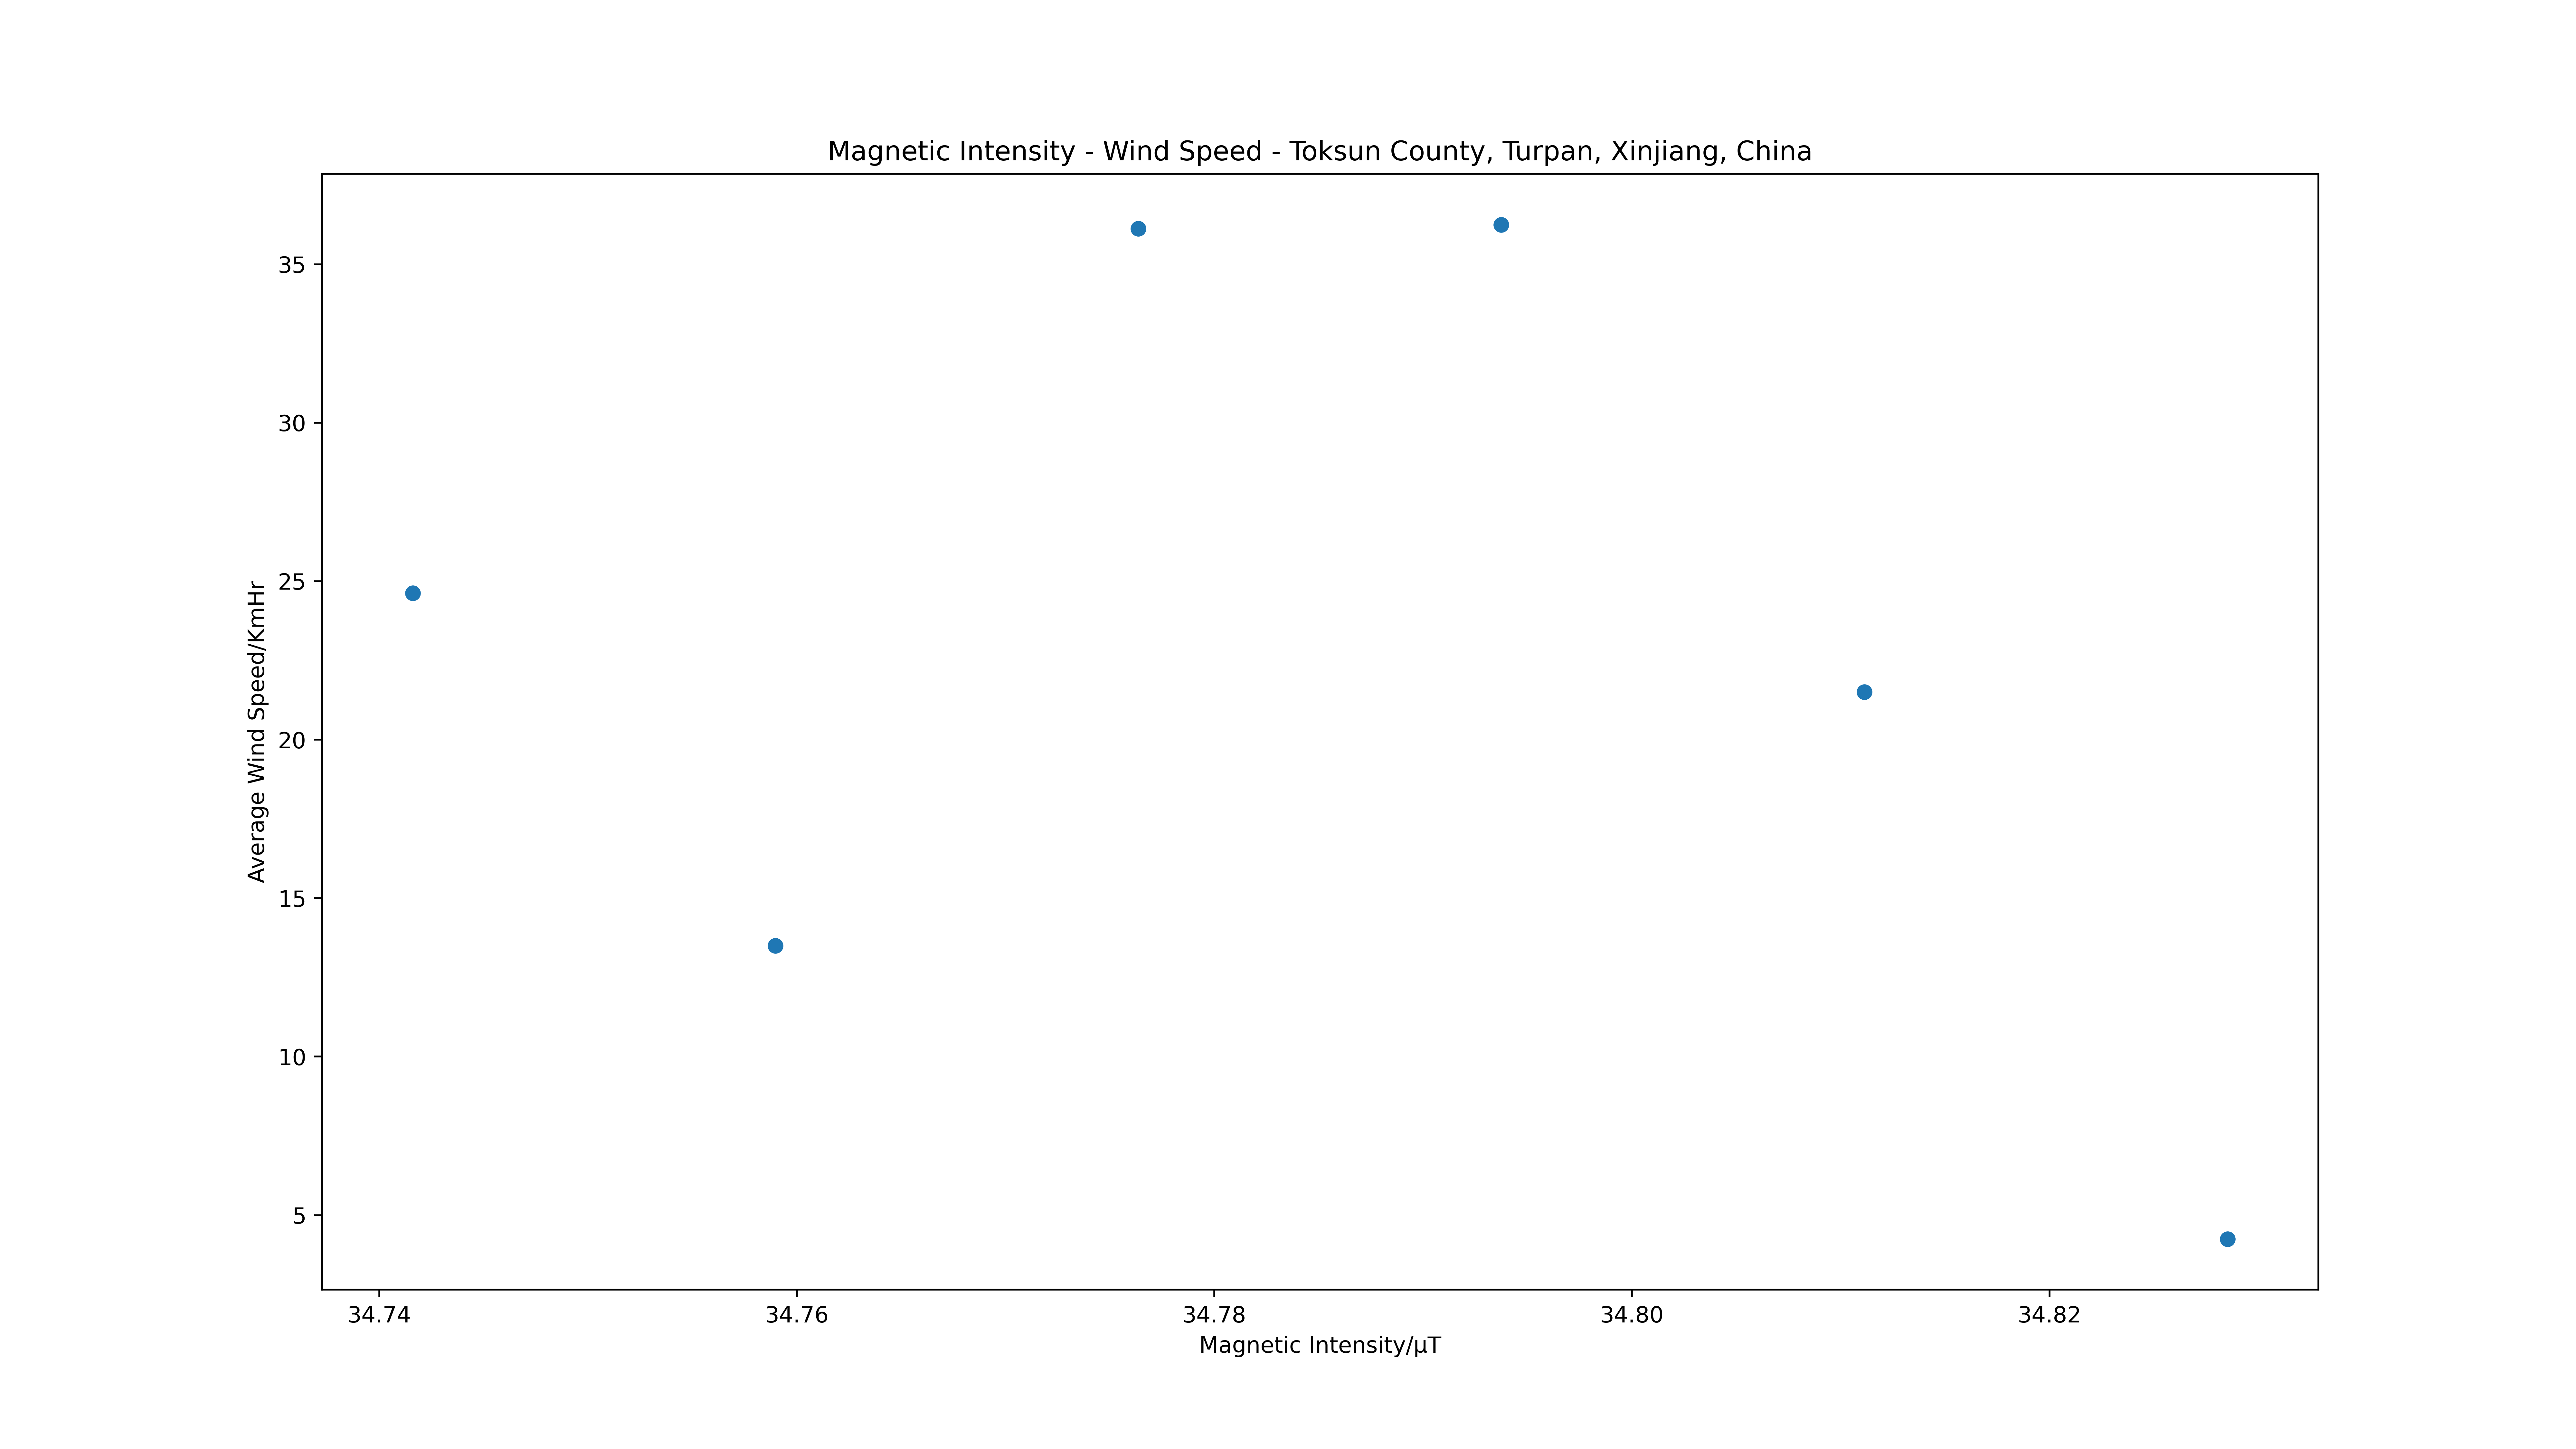 Magnetic Intensity - Wind Speed - Toksun County, Turpan, Xinjiang, China
35
30
25
20
15
10
5
Average Wind Speed/KmHr
34.74 34.76 34.78 34.80 34.82
Magnetic Intensity/μT